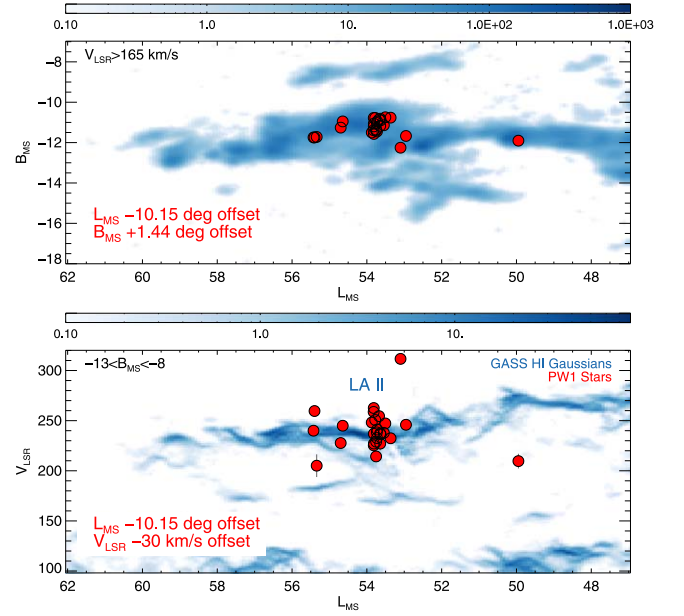 0.10 1.0 10. 1.0E+02 1.0E+03
V_LSR>165 km/s
−8
−10
−12
−14
−16
−18
B_MS
L_MS −10.15 deg offset
B_MS +1.44 deg offset
62 60 58 56 54 52 50 48
L_MS
0.10 1.0 10.
−13<B_MS<−8
GASS HI Gaussians
PW1 Stars
LA II
300
250
200
150
100
V_LSR
L_MS −10.15 deg offset
V_LSR −30 km/s offset
62 60 58 56 54 52 50 48
L_MS